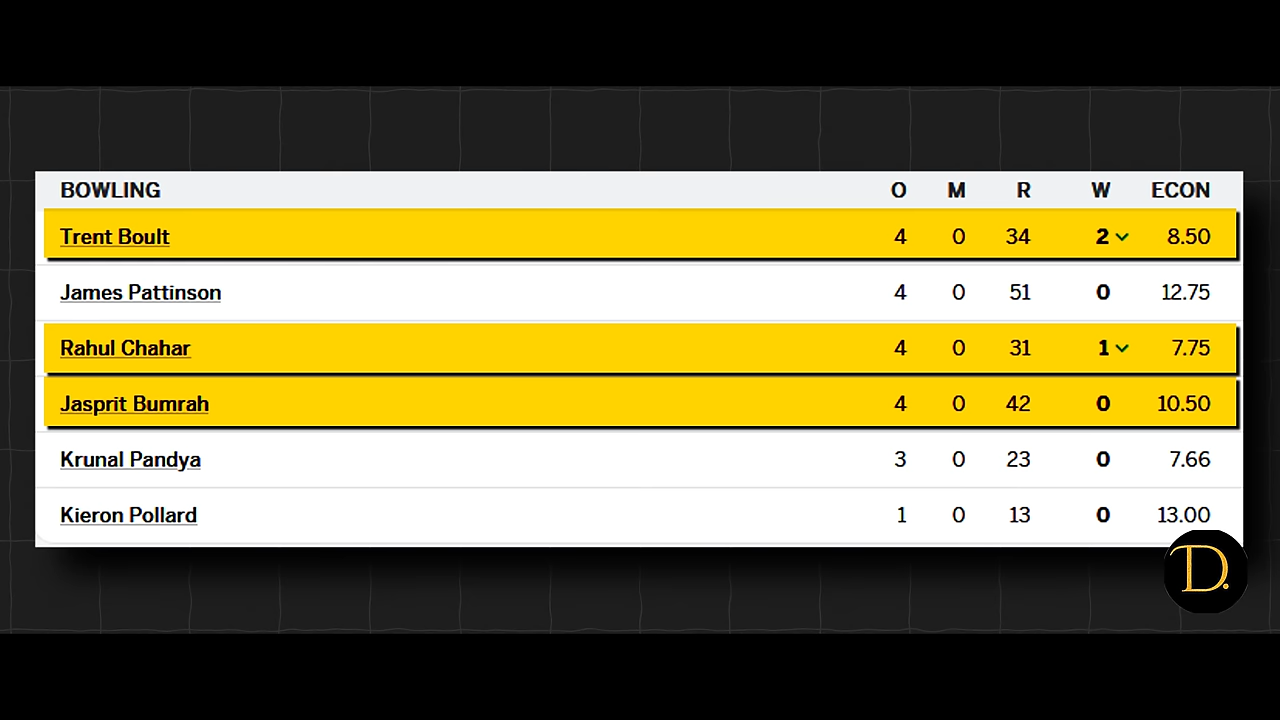 BOWLING O M R W ECON
Trent Boult 4 0 34 2 8.50
James Pattinson 4 0 51 0 12.75
Rahul Chahar 4 0 31 1 7.75
Jasprit Bumrah 4 0 42 0 10.50
Krunal Pandya 3 0 23 0 7.66
Kieron Pollard 1 0 13 0 13.00
D.